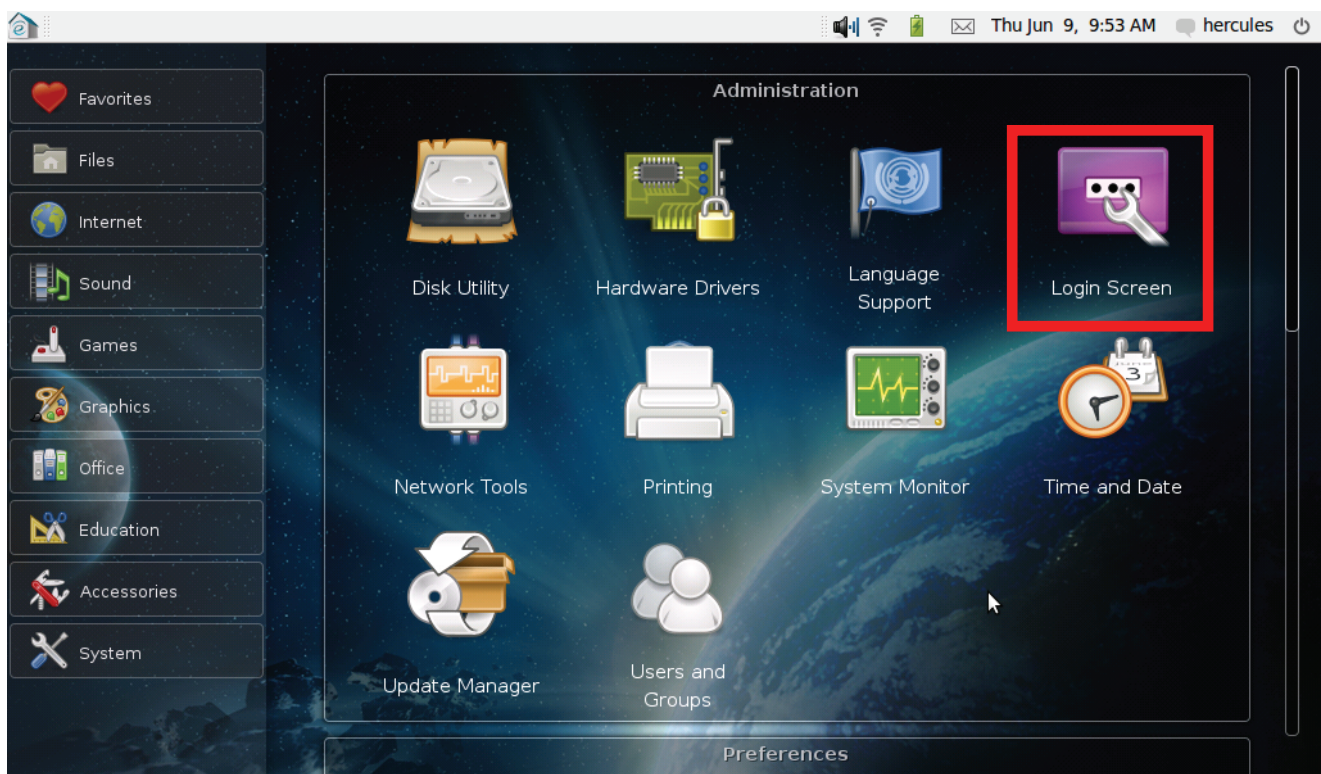 Thu Jun 9, 9:53 AM hercules
Favorites
Files
Internet
Sound
Games
Graphics
Office
Education
Accessories
System
Administration
Disk Utility
Hardware Drivers
Language
Support
Login Screen
Network Tools
Printing
System Monitor
Time and Date
Update Manager
Users and
Groups
Preferences